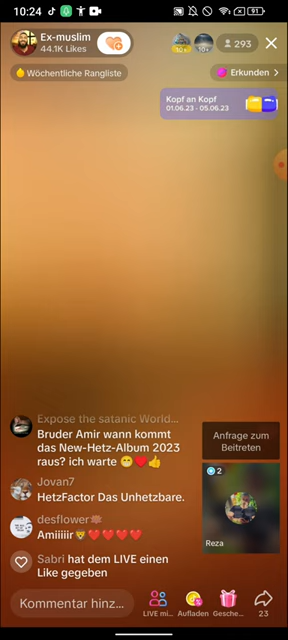 10:24
91
Ex-muslim
44.1K Likes
10+
10+
293
Wöchentliche Rangliste
Erkunden >
Kopf an Kopf
01.06.23 - 05.06.23
Expose the satanic World...
Bruder Amir wann kommt
das New-Hetz-Album 2023
raus? ich warte 😁❤️👍
Anfrage zum
Beitreten
Jovan7
HetzFactor Das Unhetzbare.
2
desflower🪷
Amiiiiir🦁❤️❤️❤️❤️
Reza
Sabri hat dem LIVE einen
Like gegeben
Kommentar hinz...
LIVE mi...
Aufladen
Gesche...
23